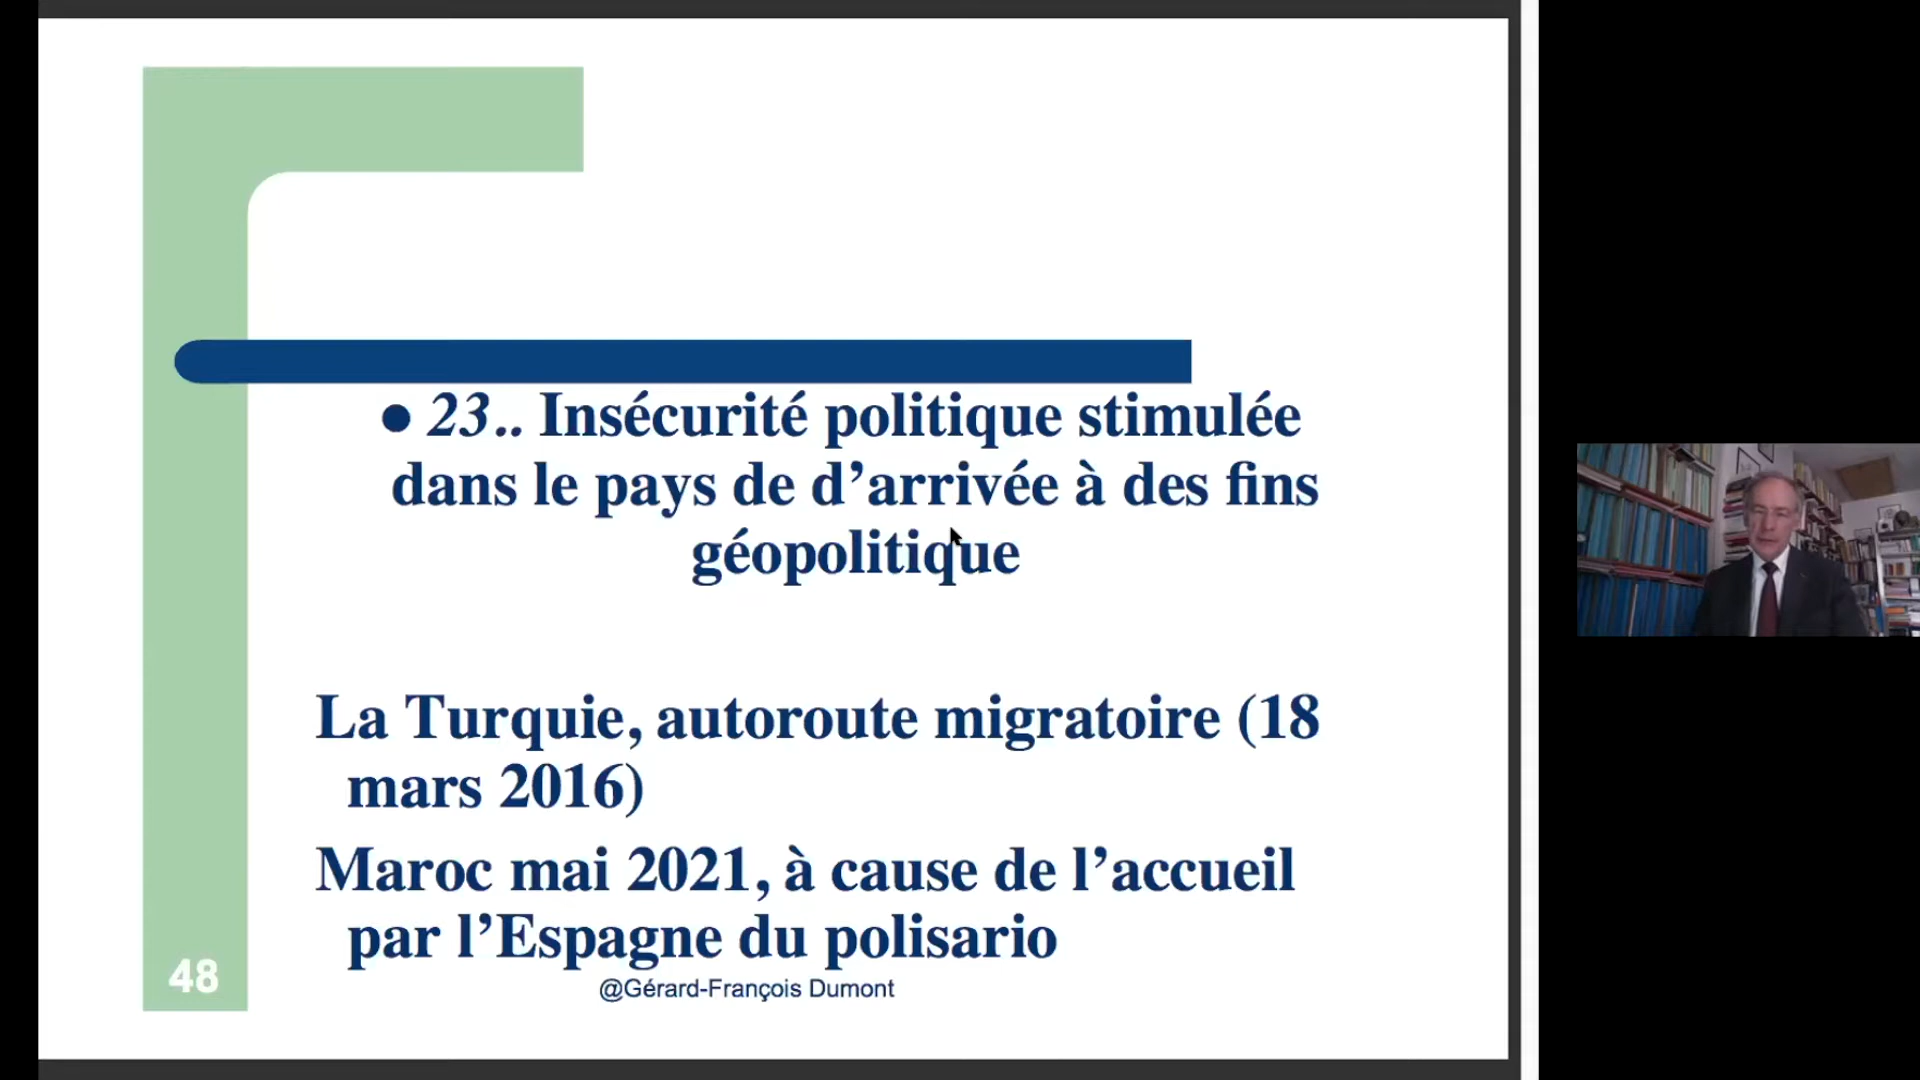 ● 23.. Insécurité politique stimulée
dans le pays de d’arrivée à des fins
géopolitique
La Turquie, autoroute migratoire (18
mars 2016)
Maroc mai 2021, à cause de l’accueil
par l’Espagne du polisario
48
@Gérard-François Dumont